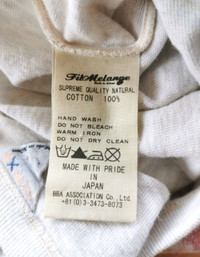 FilMelange
SUPREME QUALITY NATURAL
COTTON 100%
HAND WASH
DO NOT BLEACH
WARM IRON
DO NOT DRY CLEAN
MADE WITH PRIDE
IN
JAPAN
BBA ASSOCIATION Co., Ltd.
+81(0)3-3473-8073